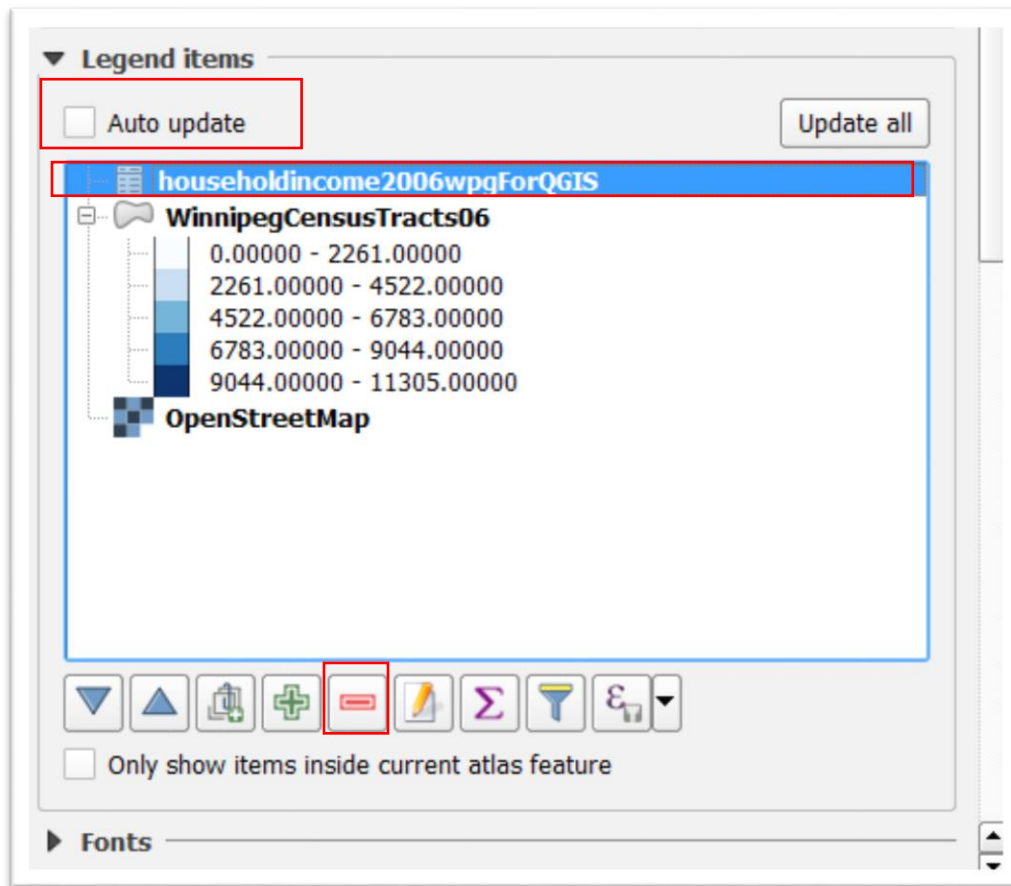 Legend items
Auto update
Update all
householdincome2006wpgForQGIS
WinnipegCensusTracts06
0.00000 - 2261.00000
2261.00000 - 4522.00000
4522.00000 - 6783.00000
6783.00000 - 9044.00000
9044.00000 - 11305.00000
OpenStreetMap
Σ ε
Only show items inside current atlas feature
Fonts